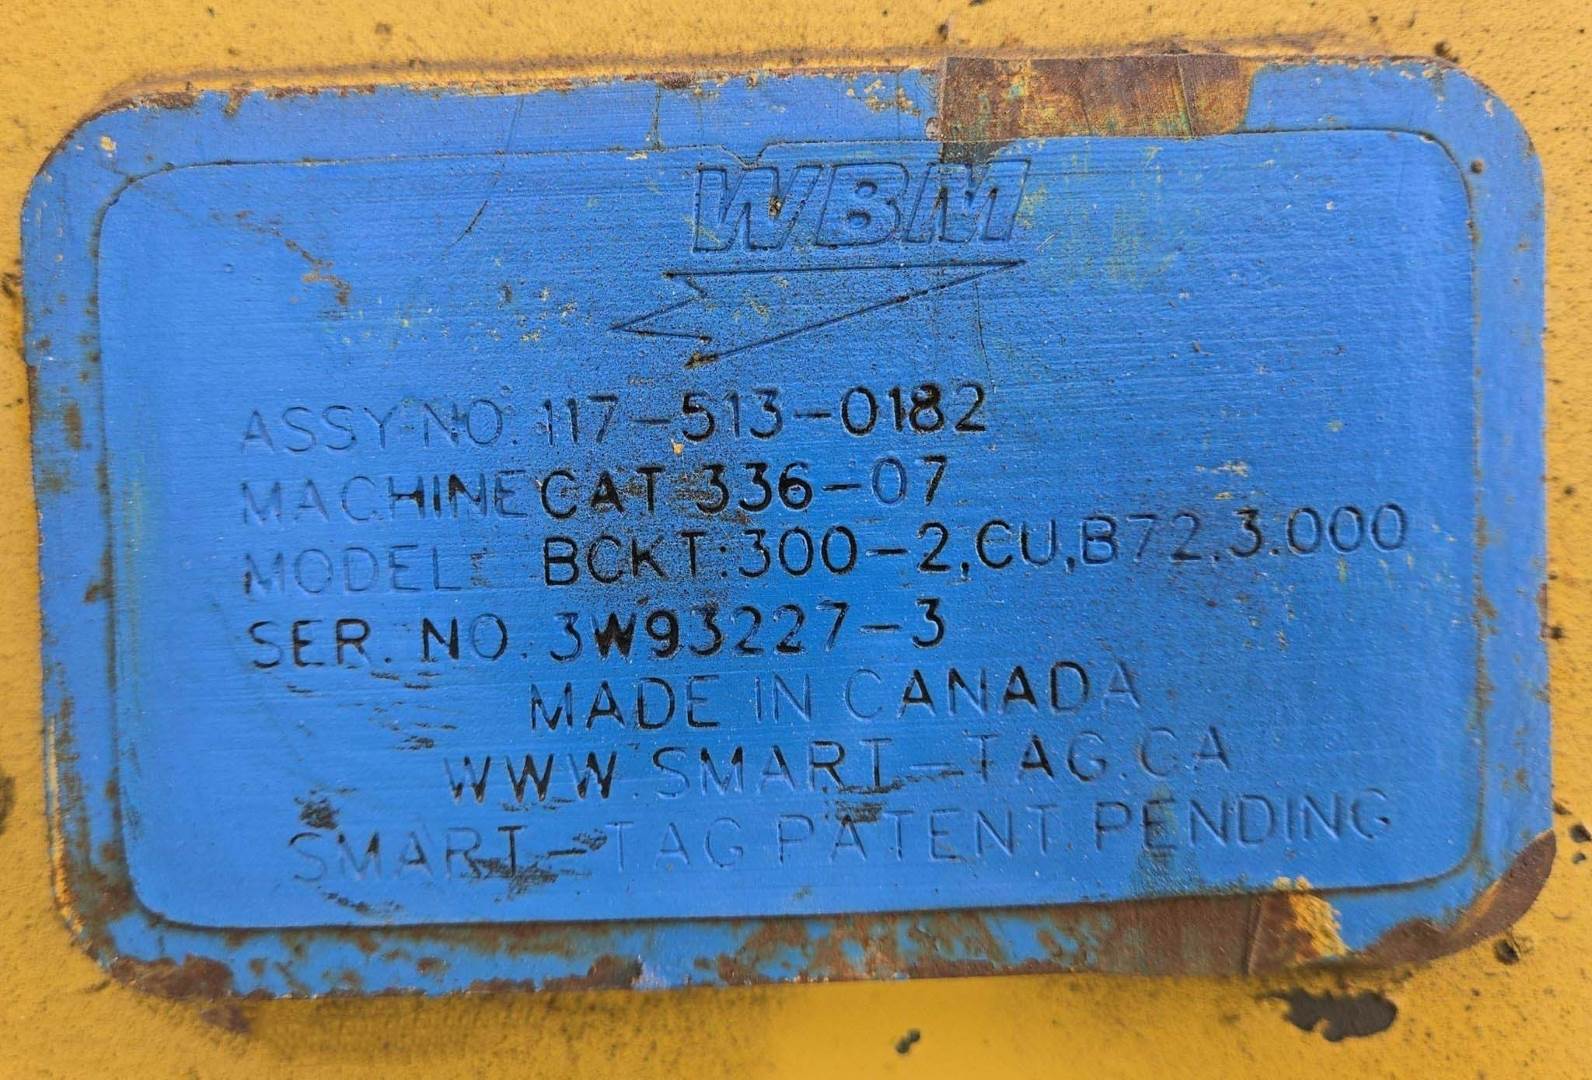 WBM
ASSY NO. 117-513-0182
MACHINE CAT 336-07
MODEL: BCKT:300-2,CU,B72,3.000
SER. NO. 3W93227-3
MADE IN CANADA
WWW.SMART-TAG.CA
SMART-TAG PATENT PENDING